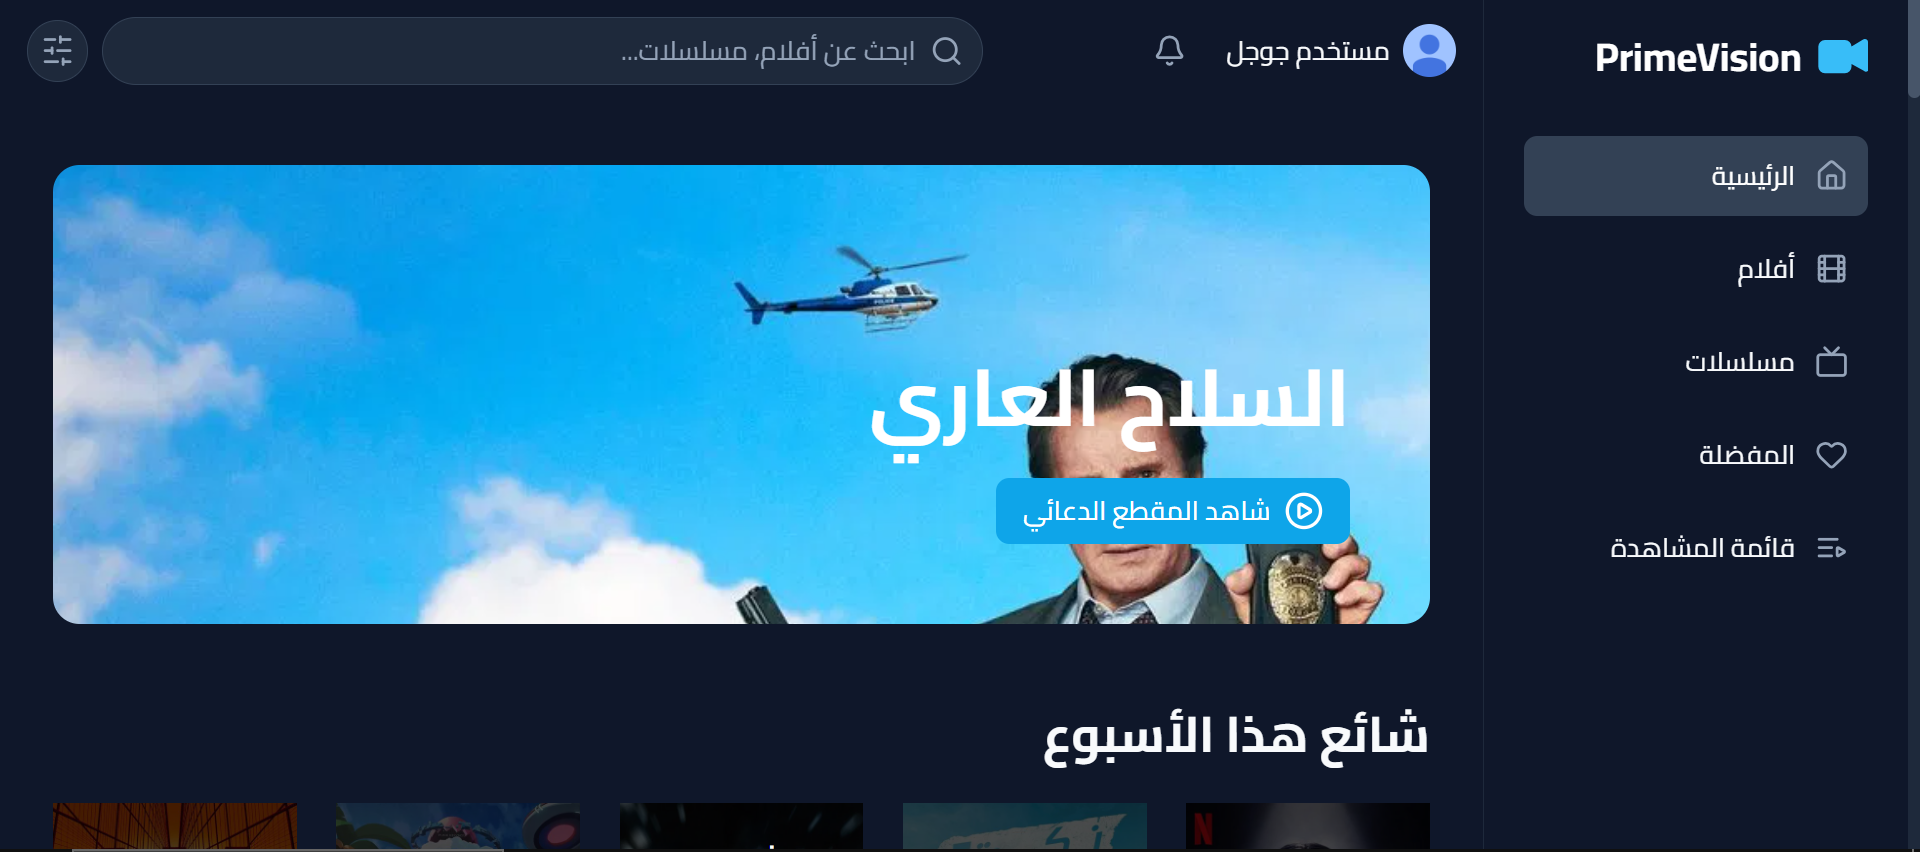 PrimeVision
الرئيسية
أفلام
مسلسلات
المفضلة
قائمة المشاهدة
مستخدم جوجل
ابحث عن أفلام، مسلسلات...
السلاح العاري
شاهد المقطع الدعائي
شائع هذا الأسبوع
N